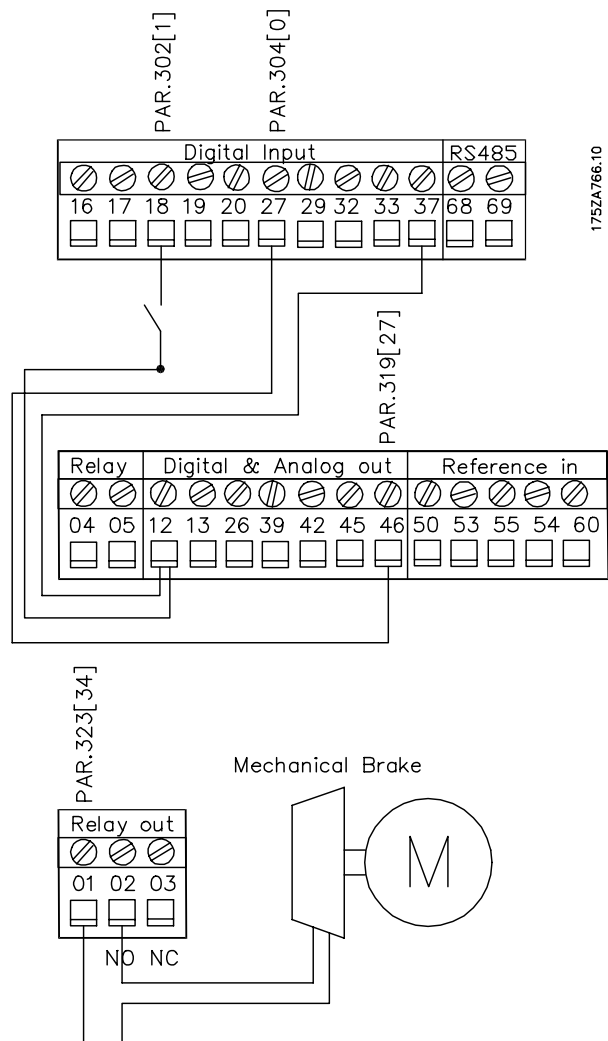 PAR.302[1]
PAR.304[0]
Digital Input RS485
16 17 18 19 20 27 29 32 33 37 68 69
175ZA766.10
PAR.319[27]
Relay Digital & Analog out Reference in
04 05 12 13 26 39 42 45 46 50 53 55 54 60
PAR.323[34]
Mechanical Brake
Relay out
01 02 03
M
NO NC